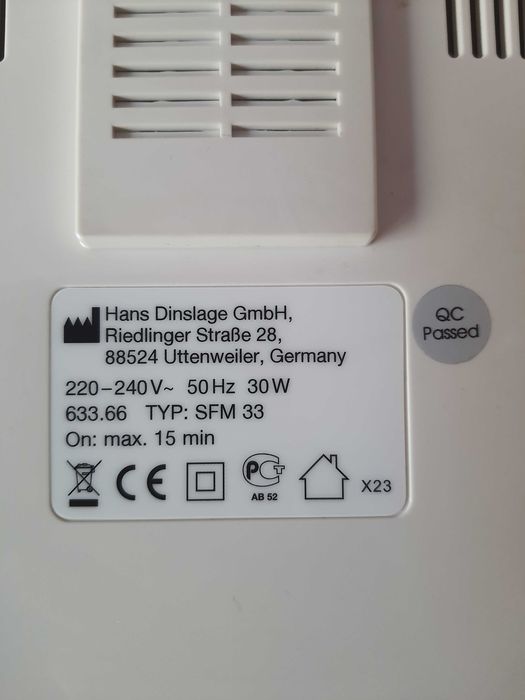 Hans Dinslage GmbH,
Riedlinger Straße 28,
88524 Uttenweiler, Germany
220–240V~ 50Hz 30W
633.66 TYP: SFM 33
On: max. 15 min
CE PCT
AB 52
X23
QC
Passed